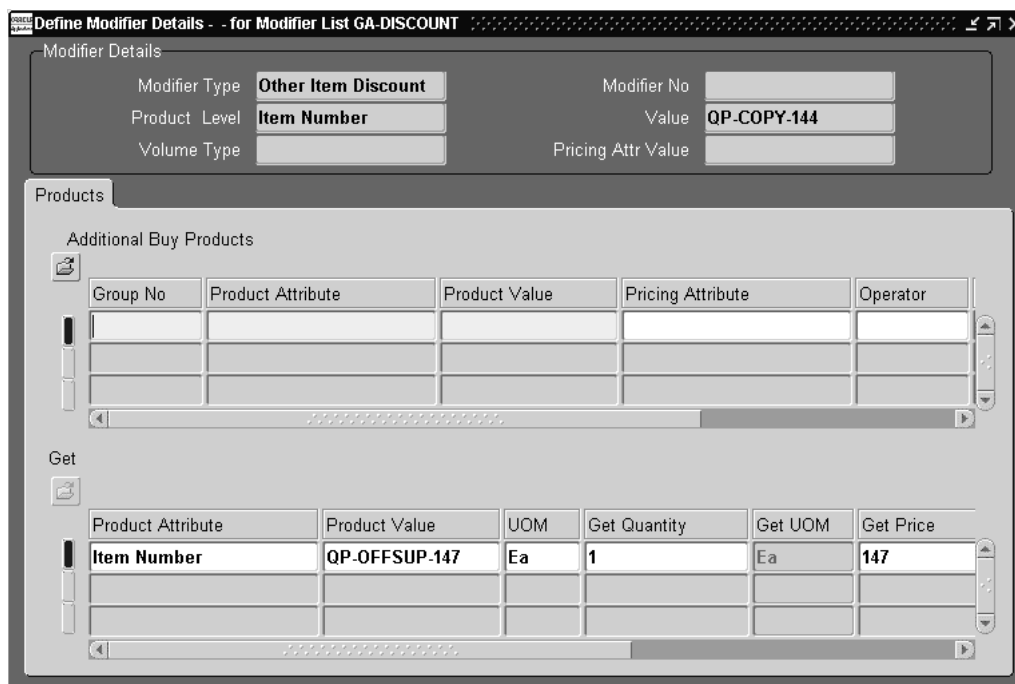 Define Modifier Details - - for Modifier List GA-DISCOUNT
Modifier Details
Modifier Type Other Item Discount Modifier No
Product Level Item Number Value QP-COPY-144
Volume Type Pricing Attr Value
Products
Additional Buy Products
Group No Product Attribute Product Value Pricing Attribute Operator
Get
Product Attribute Product Value UOM Get Quantity Get UOM Get Price
Item Number QP-OFFSUP-147 Ea 1 Ea 147